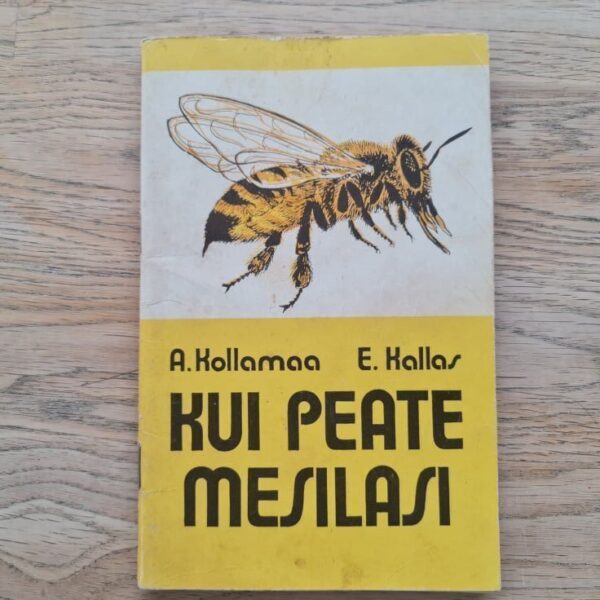 A. Kollamaa E. Kallas
KUI PEATE
MESILASI